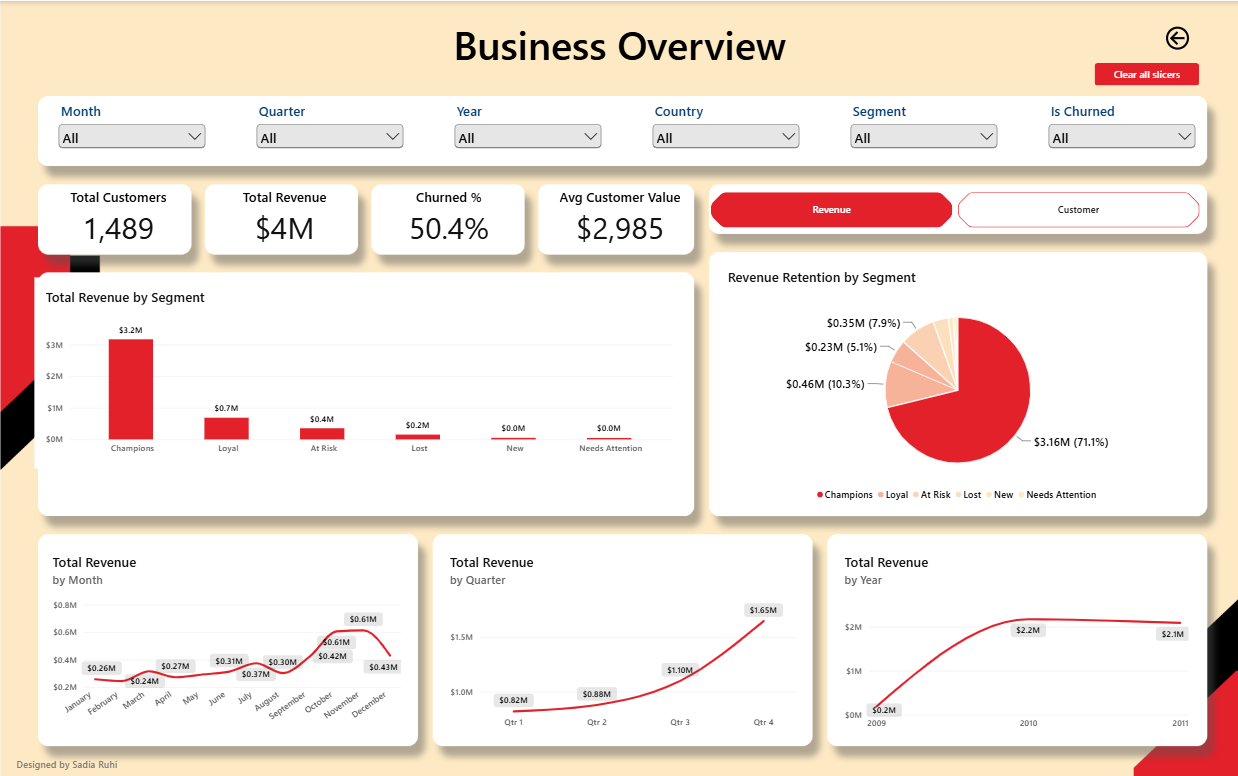 Business Overview
Clear all slicers
Month Quarter Year Country Segment Is Churned
All All All All All All
Total Customers Total Revenue Churned % Avg Customer Value
1,489 $4M 50.4% $2,985
Revenue Customer
Total Revenue by Segment
$3M
$2M
$1M
$0M
$3.2M $0.7M $0.4M $0.2M $0.0M $0.0M
Champions Loyal At Risk Lost New Needs Attention
Revenue Retention by Segment
$0.35M (7.9%)
$0.23M (5.1%)
$0.46M (10.3%)
$3.16M (71.1%)
Champions Loyal At Risk Lost New Needs Attention
Total Revenue
by Month
$0.8M
$0.6M
$0.4M
$0.2M
$0.26M $0.24M $0.27M $0.31M $0.37M $0.30M $0.42M $0.61M $0.61M $0.43M
January February March April May June July August September October November December
Total Revenue
by Quarter
$1.5M
$1.0M
$0.82M $0.88M $1.10M $1.65M
Qtr 1 Qtr 2 Qtr 3 Qtr 4
Total Revenue
by Year
$2M
$1M
$0M
$0.2M $2.2M $2.1M
2009 2010 2011
Designed by Sadia Ruhi